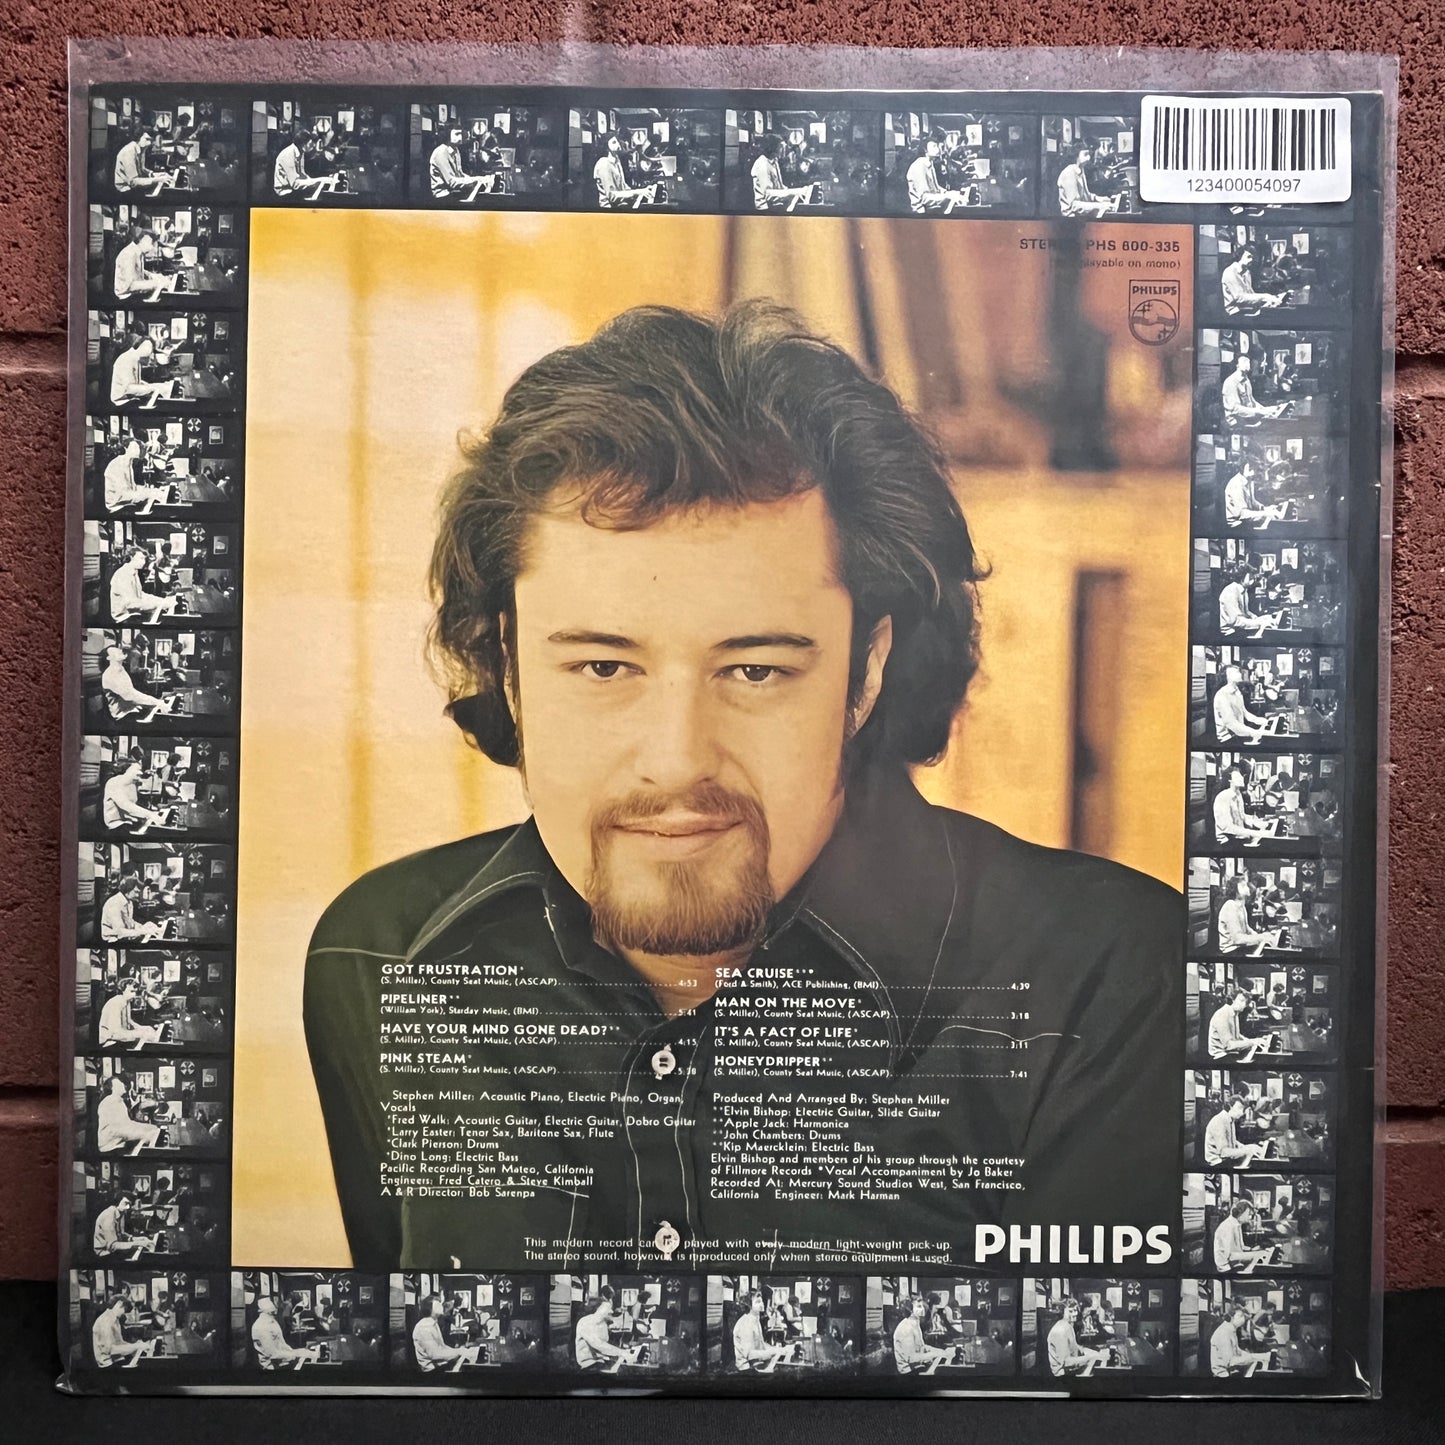 123400054097
PHS 600-335
playable on mono)
PHILIPS
GOT FRUSTRATION*
(S. Miller), County Seat Music, (ASCAP)..........4:53
PIPELINER**
(William York), Starday Music, (BMI)..........5:41
HAVE YOUR MIND GONE DEAD?**
(S. Miller), County Seat Music, (ASCAP)..........4:15
PINK STEAM*
(S. Miller), County Seat Music, (ASCAP)..........5:38
SEA CRUISE***
(Ford & Smith), ACE Publishing, (BMI)..........4:39
MAN ON THE MOVE*
(S. Miller), County Seat Music, (ASCAP)..........3:18
IT'S A FACT OF LIFE*
(S. Miller), County Seat Music, (ASCAP)..........3:11
HONEYDRIPPER**
(S. Miller), County Seat Music, (ASCAP)..........7:41
Stephen Miller: Acoustic Piano, Electric Piano, Organ,
Vocals
*Fred Walk: Acoustic Guitar, Electric Guitar, Dobro Guitar
*Larry Easter: Tenor Sax, Baritone Sax, Flute
*Clark Pierson: Drums
*Dino Long: Electric Bass
Pacific Recording San Mateo, California
Engineers: Fred Catero & Steve Kimball
A & R Director: Bob Sarenpa
Produced And Arranged By: Stephen Miller
**Elvin Bishop: Electric Guitar, Slide Guitar
**Apple Jack: Harmonica
**John Chambers: Drums
**Kip Maercklein: Electric Bass
Elvin Bishop and members of his group through the courtesy
of Fillmore Records *Vocal Accompaniment by Jo Baker
Recorded At: Mercury Sound Studios West, San Francisco,
California Engineer: Mark Harman
This modern record can be played with every modern light-weight pick-up.
The stereo sound, however, is reproduced only when stereo equipment is used.
PHILIPS